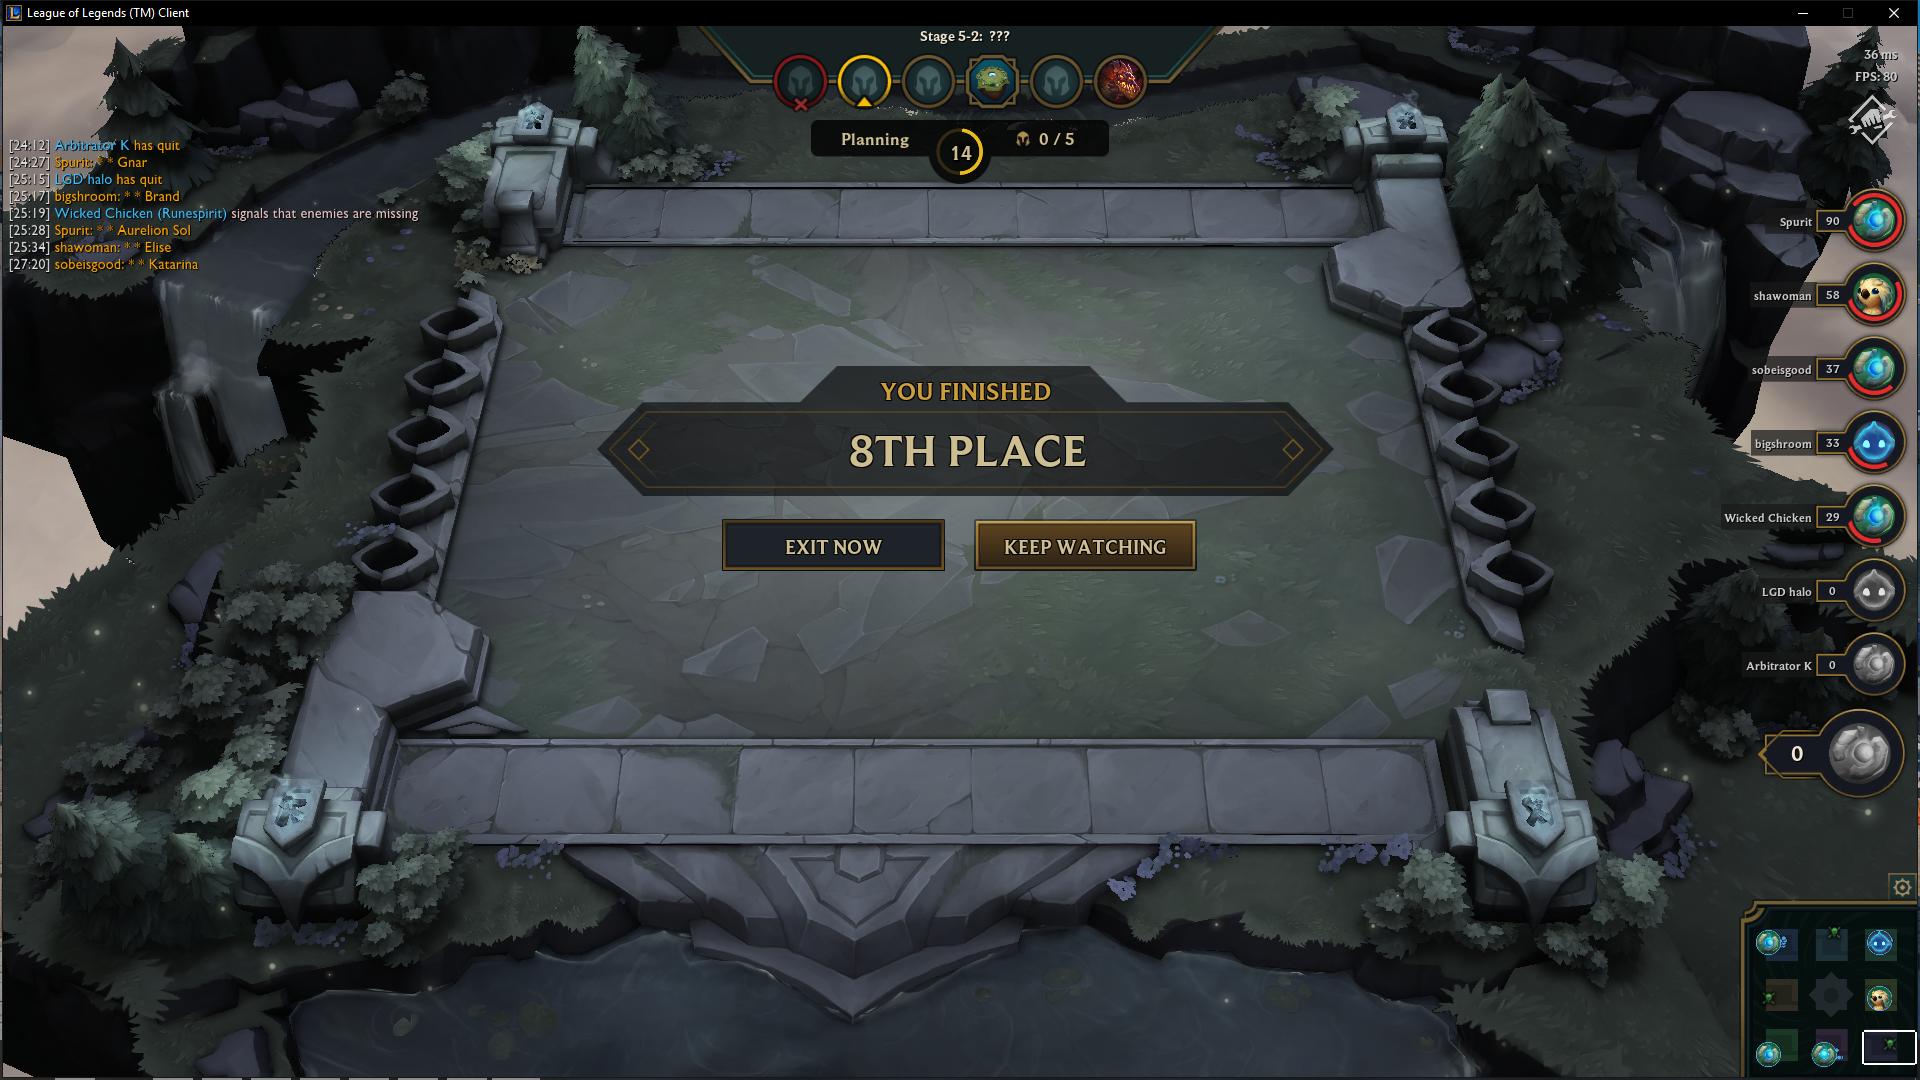 League of Legends (TM) Client
Stage 5-2: ???
36 ms
FPS: 80
Planning
14
0 / 5
[24:12] Arbitrator K has quit
[24:27] Spurit: * * Gnar
[25:15] LGD halo has quit
[25:17] bigshroom: * * Brand
[25:19] Wicked Chicken (Runespirit) signals that enemies are missing
[25:28] Spurit: * * Aurelion Sol
[25:34] shawoman: * * Elise
[27:20] sobeisgood: * * Katarina
Spurit 90
shawoman 58
sobeisgood 37
bigshroom 33
Wicked Chicken 29
LGD halo 0
Arbitrator K 0
0
YOU FINISHED
8TH PLACE
EXIT NOW
KEEP WATCHING